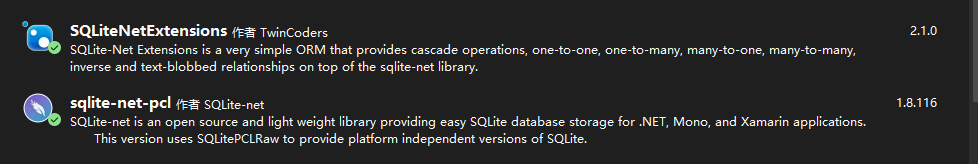 SQLiteNetExtensions 作者 TwinCoders 2.1.0
SQLite-Net Extensions is a very simple ORM that provides cascade operations, one-to-one, one-to-many, many-to-one, many-to-many,
inverse and text-blobbed relationships on top of the sqlite-net library.
sqlite-net-pcl 作者 SQLite-net 1.8.116
SQLite-net is an open source and light weight library providing easy SQLite database storage for .NET, Mono, and Xamarin applications.
This version uses SQLitePCLRaw to provide platform independent versions of SQLite.